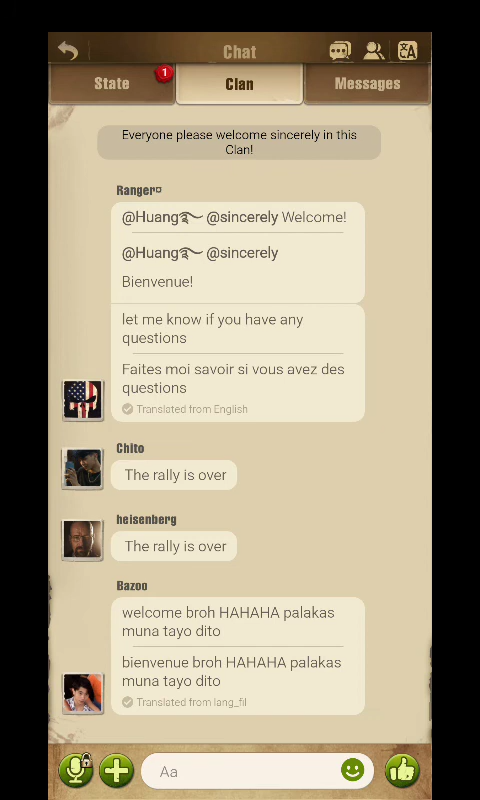 Chat
State
1
Clan
Messages
Everyone please welcome sincerely in this
Clan!
Ranger¤
@Huang࿐ @sincerely Welcome!
@Huang࿐ @sincerely
Bienvenue!
let me know if you have any
questions
Faites moi savoir si vous avez des
questions
Translated from English
Chito
The rally is over
heisenberg
The rally is over
Bazoo
welcome broh HAHAHA palakas
muna tayo dito
bienvenue broh HAHAHA palakas
muna tayo dito
Translated from lang_fil
Aa